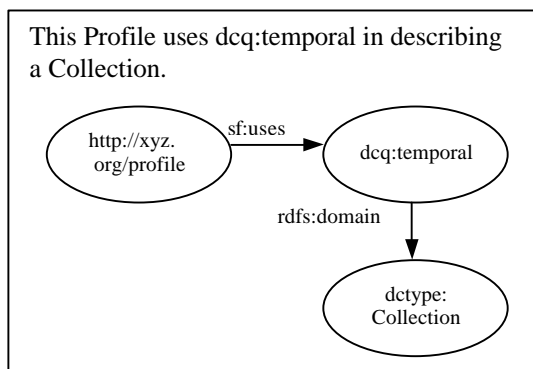 This Profile uses dcq:temporal in describing
a Collection.
http://xyz.
org/profile
sf:uses
dcq:temporal
rdfs:domain
dctype:
Collection